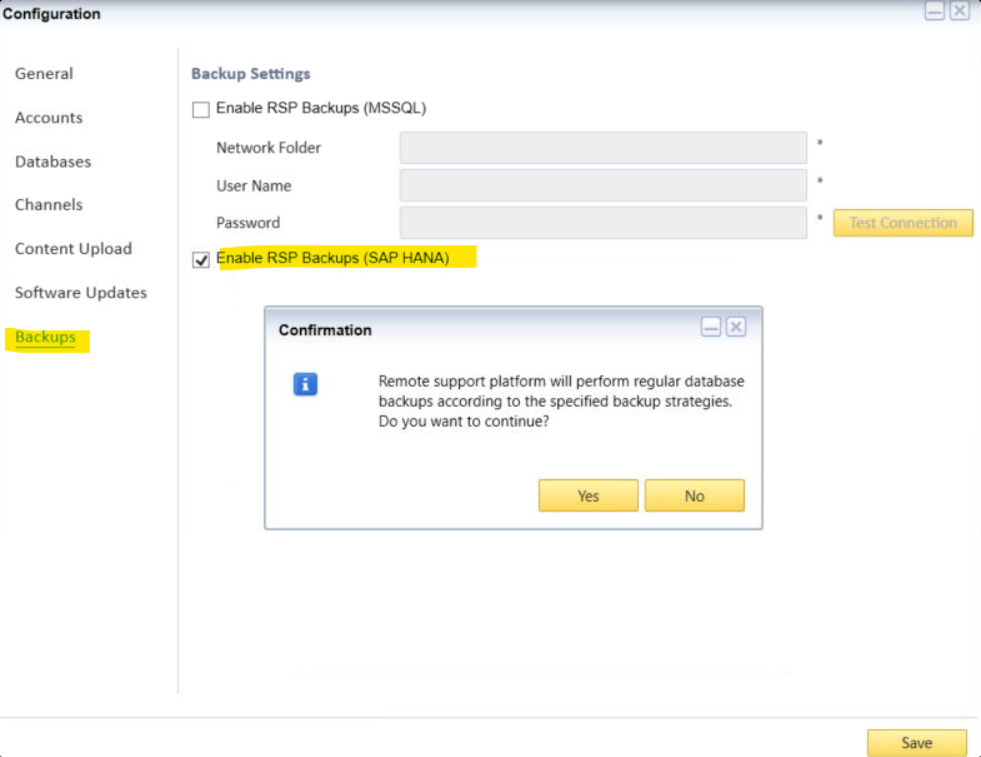 Configuration
General
Accounts
Databases
Channels
Content Upload
Software Updates
Backups
Backup Settings
Enable RSP Backups (MSSQL)
Network Folder *
User Name *
Password * Test Connection
Enable RSP Backups (SAP HANA)
Confirmation
Remote support platform will perform regular database
backups according to the specified backup strategies.
Do you want to continue?
Yes No
Save